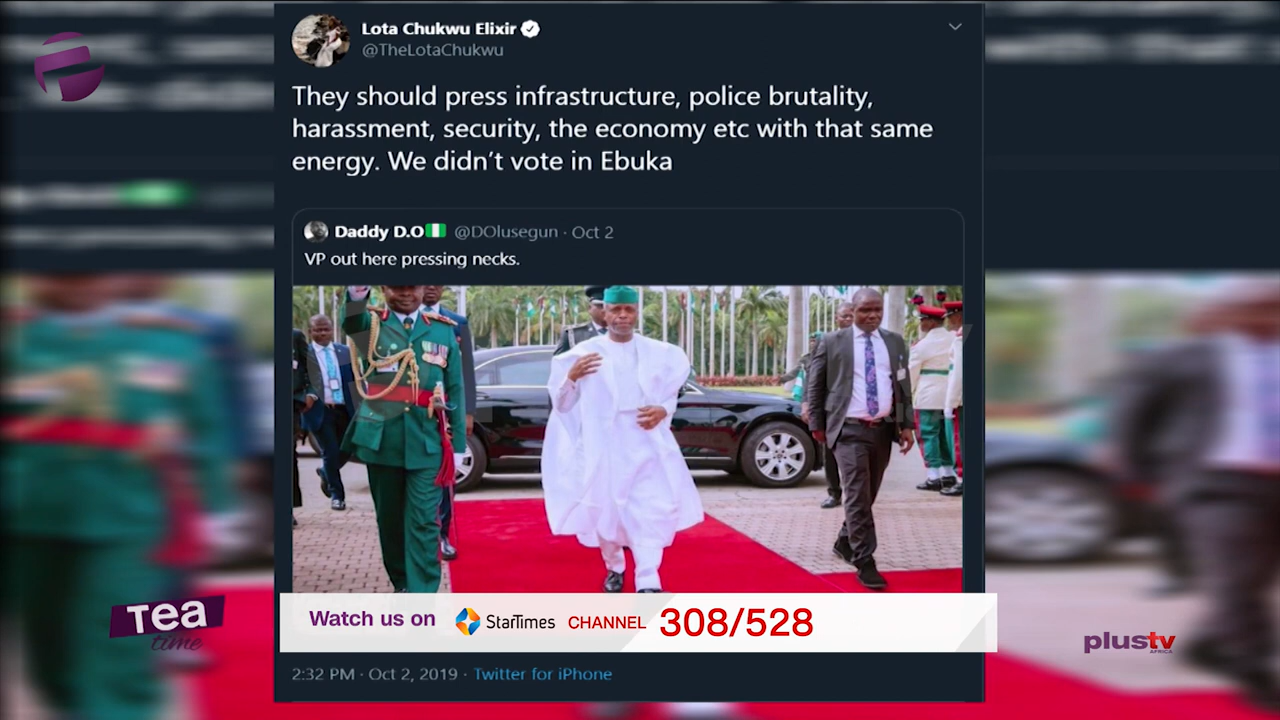 Lota Chukwu Elixir
@TheLotaChukwu
They should press infrastructure, police brutality,
harassment, security, the economy etc with that same
energy. We didn't vote in Ebuka
Daddy D.O @DOlusegun · Oct 2
VP out here pressing necks.
Watch us on StarTimes CHANNEL 308/528
Tea
time
plustv
AFRICA
2:32 PM · Oct 2, 2019 · Twitter for iPhone